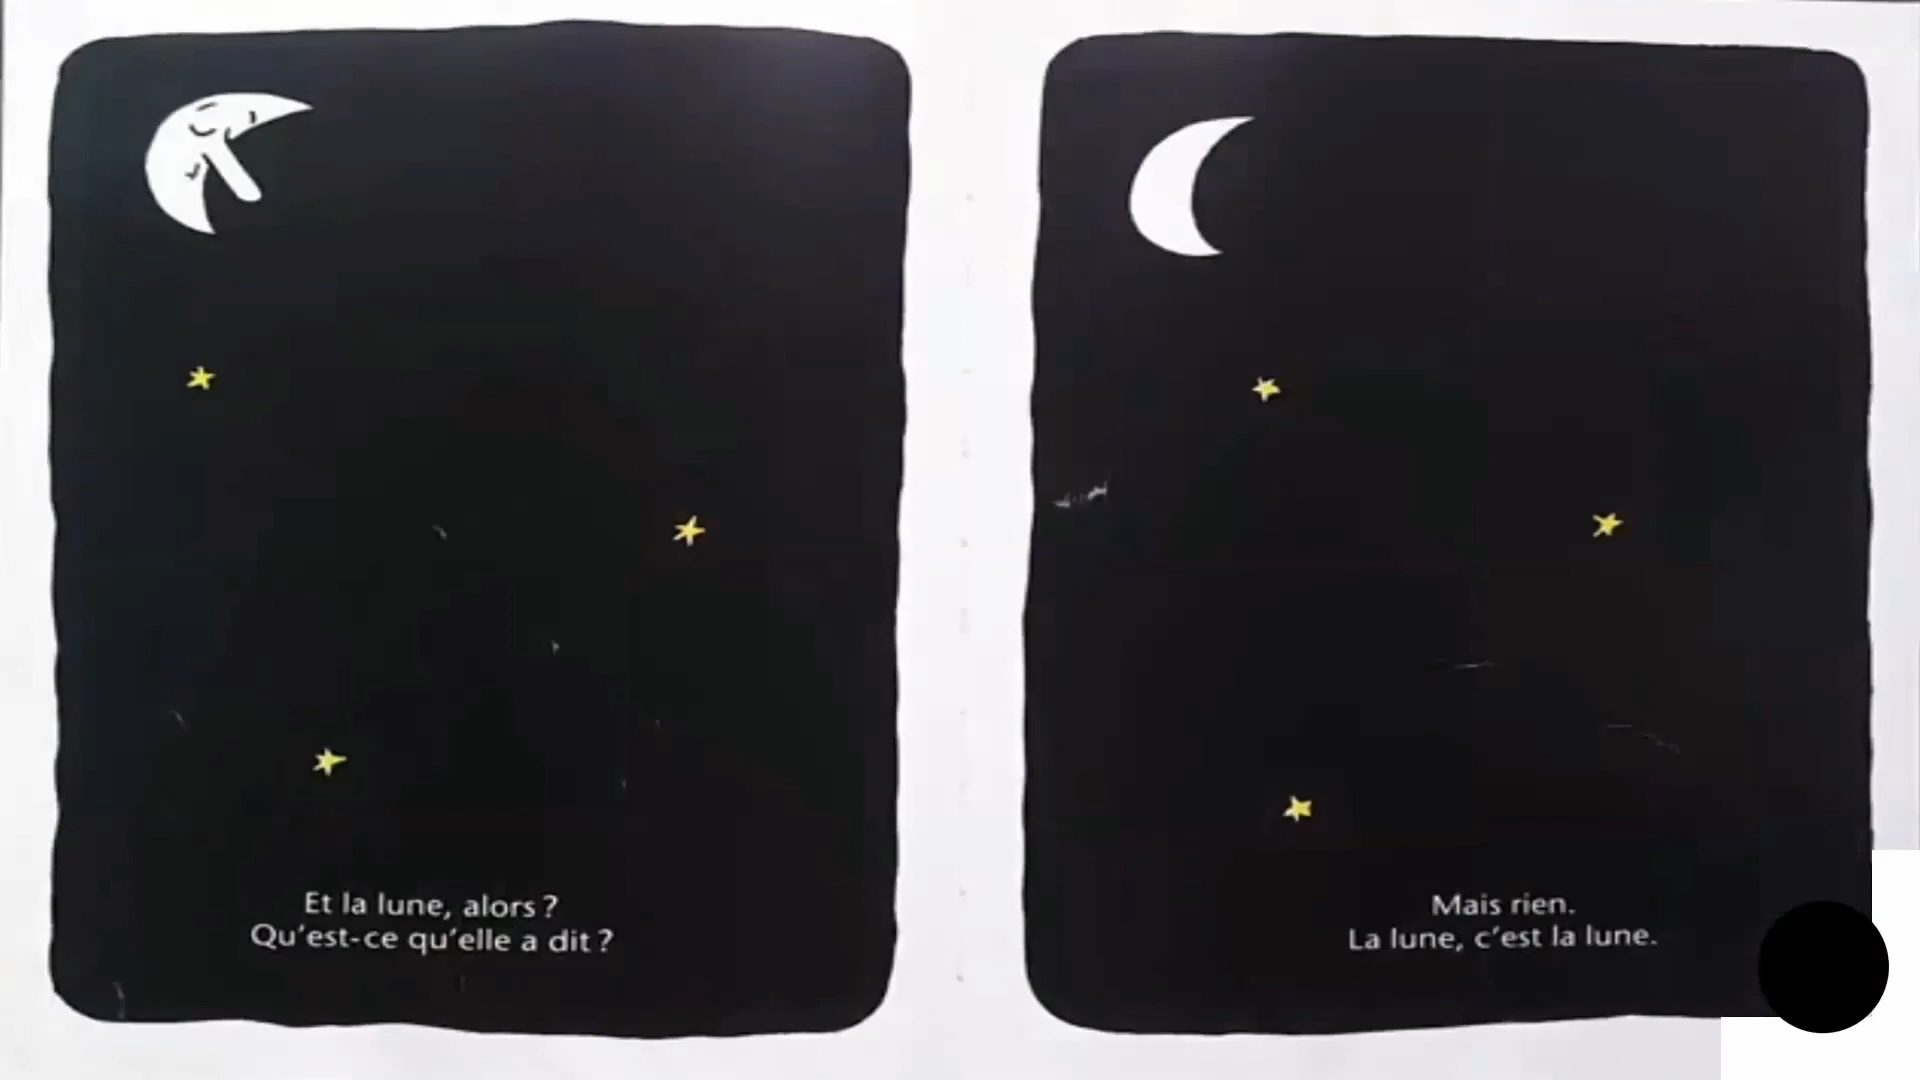 Et la lune, alors ?
Qu'est-ce qu'elle a dit ?
Mais rien.
La lune, c'est la lune.